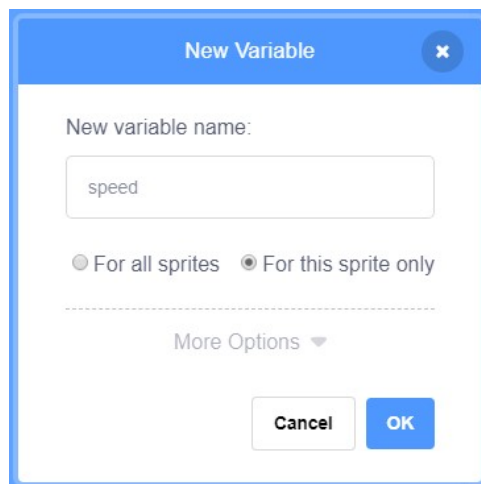 New Variable
New variable name:
speed
For all sprites For this sprite only
More Options
Cancel OK